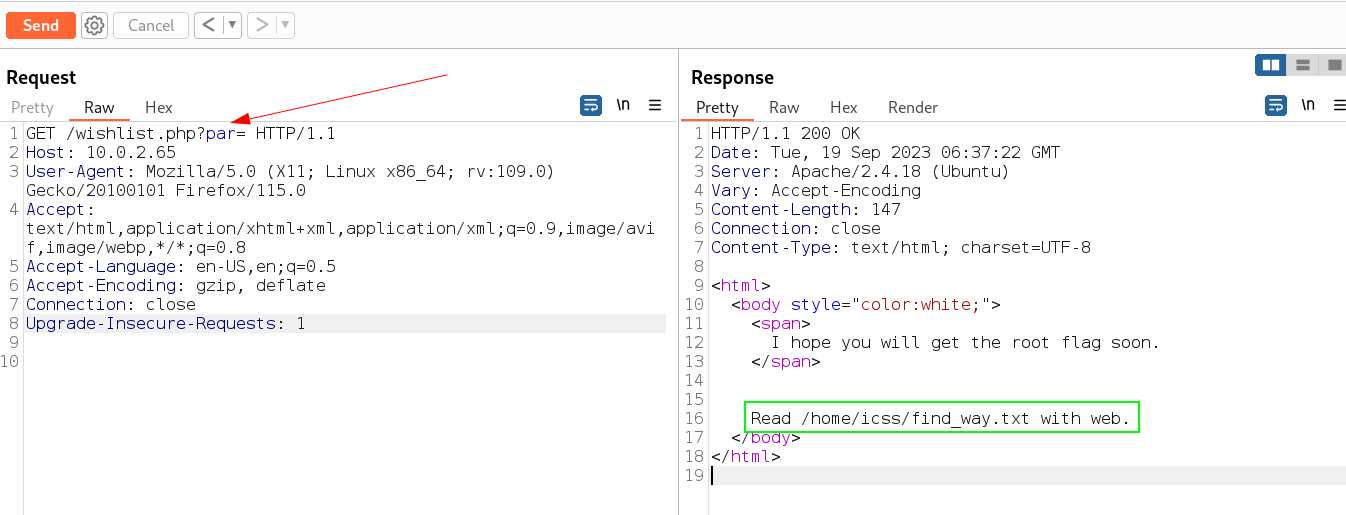 Send Cancel < >
Request
Pretty Raw Hex \n
1 GET /wishlist.php?par= HTTP/1.1
2 Host: 10.0.2.65
3 User-Agent: Mozilla/5.0 (X11; Linux x86_64; rv:109.0)
Gecko/20100101 Firefox/115.0
4 Accept:
text/html,application/xhtml+xml,application/xml;q=0.9,image/avi
f,image/webp,*/*;q=0.8
5 Accept-Language: en-US,en;q=0.5
6 Accept-Encoding: gzip, deflate
7 Connection: close
8 Upgrade-Insecure-Requests: 1
9
10
Response
Pretty Raw Hex Render \n
1 HTTP/1.1 200 OK
2 Date: Tue, 19 Sep 2023 06:37:22 GMT
3 Server: Apache/2.4.18 (Ubuntu)
4 Vary: Accept-Encoding
5 Content-Length: 147
6 Connection: close
7 Content-Type: text/html; charset=UTF-8
8
9 <html>
10 <body style="color:white;">
11 <span>
12 I hope you will get the root flag soon.
13 </span>
14
15
16 Read /home/icss/find_way.txt with web.
17 </body>
18 </html>
19